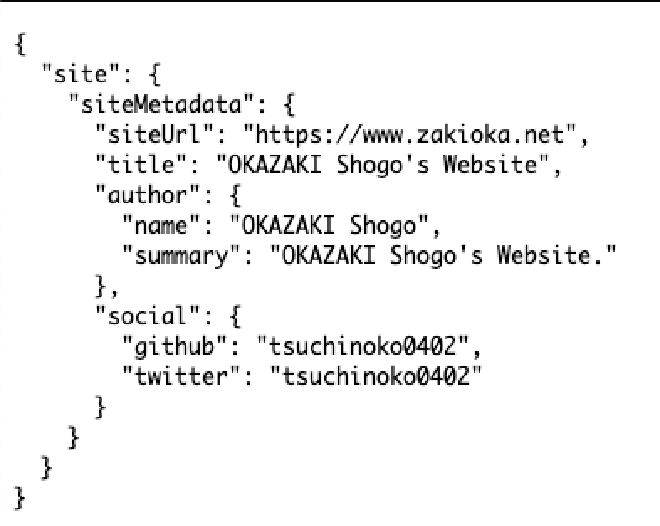 {
  "site": {
    "siteMetadata": {
      "siteUrl": "https://www.zakioka.net",
      "title": "OKAZAKI Shogo's Website",
      "author": {
        "name": "OKAZAKI Shogo",
        "summary": "OKAZAKI Shogo's Website."
      },
      "social": {
        "github": "tsuchinoko0402",
        "twitter": "tsuchinoko0402"
      }
    }
  }
}